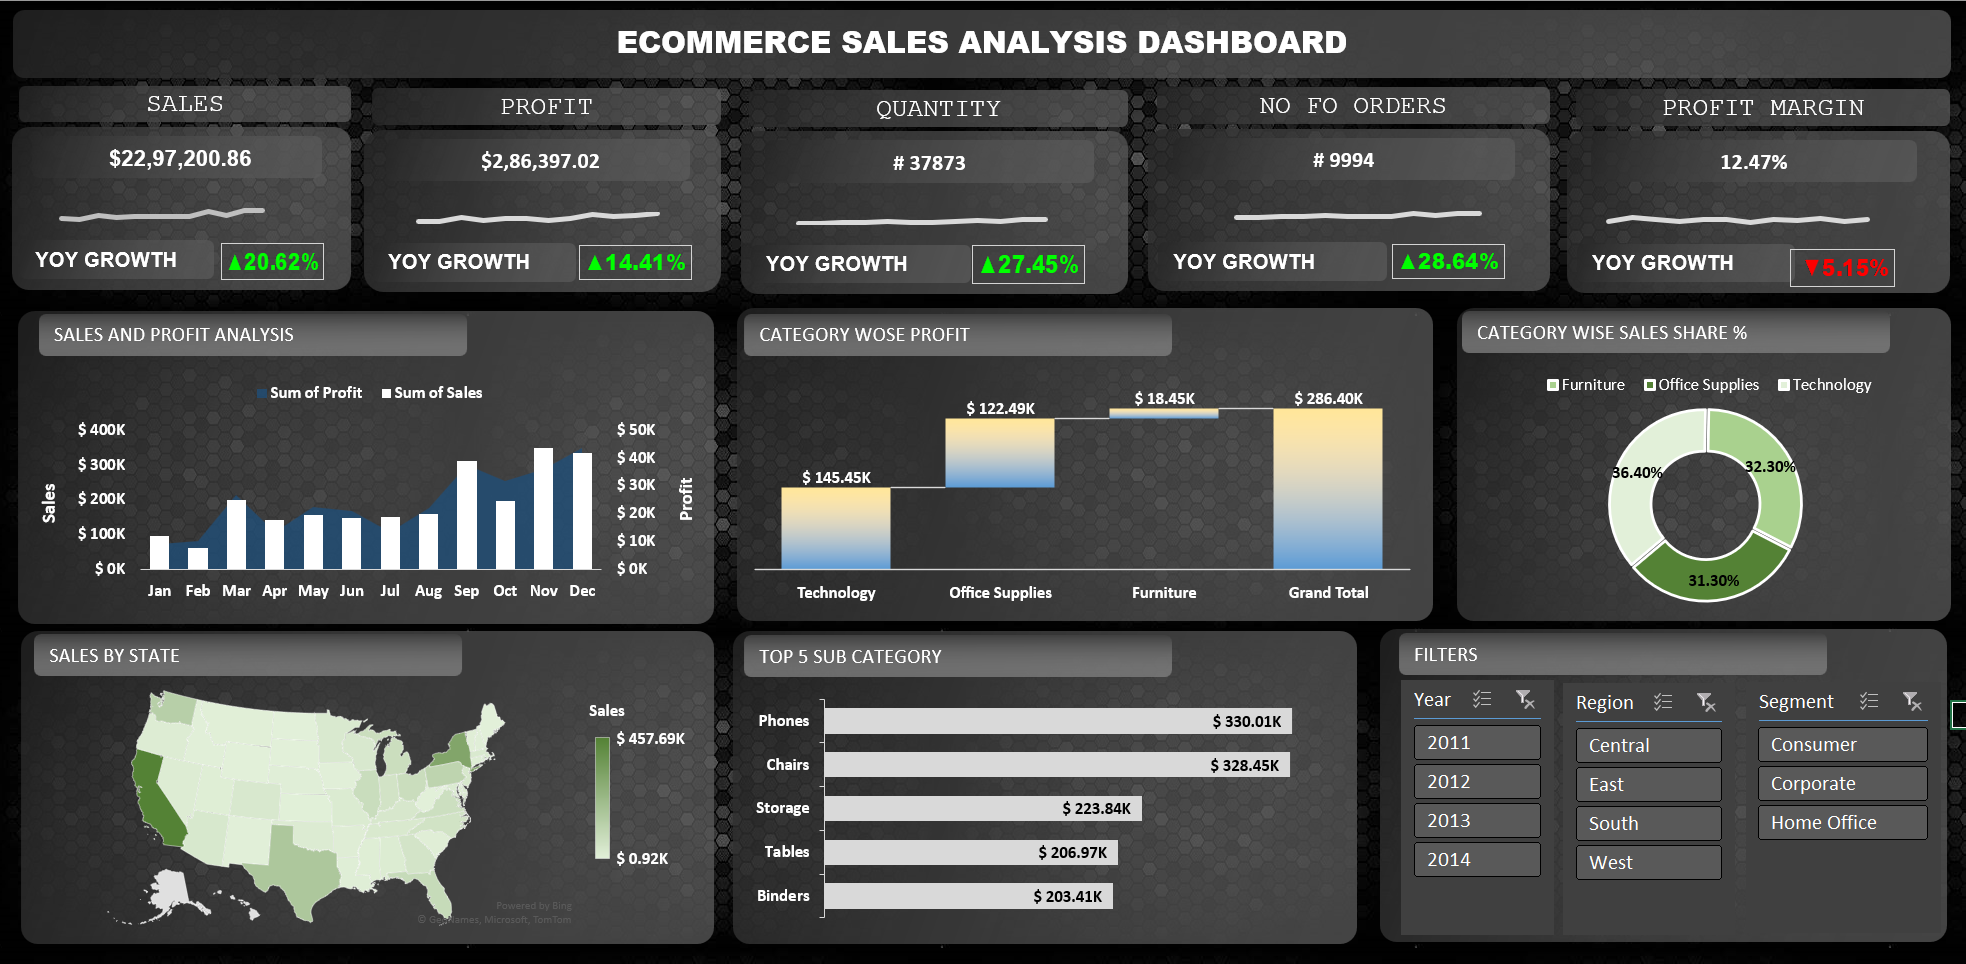 ECOMMERCE SALES ANALYSIS DASHBOARD
SALES
$22,97,200.86
YOY GROWTH
▲20.62%
PROFIT
$2,86,397.02
YOY GROWTH
▲14.41%
QUANTITY
# 37873
YOY GROWTH
▲27.45%
NO FO ORDERS
# 9994
YOY GROWTH
▲28.64%
PROFIT MARGIN
12.47%
YOY GROWTH
▼5.15%
SALES AND PROFIT ANALYSIS
Sum of Profit
Sum of Sales
Sales
$ 400K
$ 300K
$ 200K
$ 100K
$ 0K
$ 50K
$ 40K
$ 30K
$ 20K
$ 10K
$ 0K
Profit
Jan Feb Mar Apr May Jun Jul Aug Sep Oct Nov Dec
CATEGORY WOSE PROFIT
$ 145.45K
$ 122.49K
$ 18.45K
$ 286.40K
Technology
Office Supplies
Furniture
Grand Total
CATEGORY WISE SALES SHARE %
Furniture
Office Supplies
Technology
36.40%
32.30%
31.30%
SALES BY STATE
Sales
$ 457.69K
$ 0.92K
Powered by Bing
© GeoNames, Microsoft, TomTom
TOP 5 SUB CATEGORY
Phones
$ 330.01K
Chairs
$ 328.45K
Storage
$ 223.84K
Tables
$ 206.97K
Binders
$ 203.41K
FILTERS
Year
2011
2012
2013
2014
Region
Central
East
South
West
Segment
Consumer
Corporate
Home Office